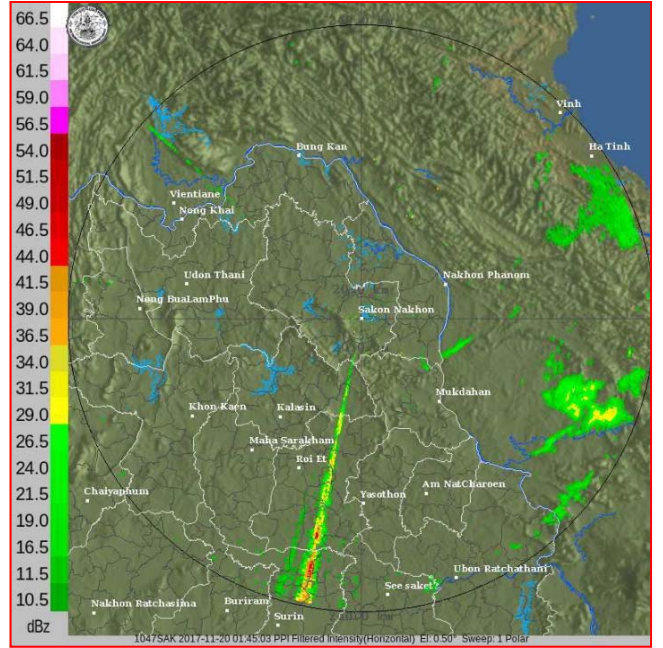 66.5
64.0
61.5
59.0
56.5
54.0
51.5
49.0
46.5
44.0
41.5
39.0
36.5
34.0
31.5
29.0
26.5
24.0
21.5
19.0
16.5
14.0
11.5
10.5
dBz
Vinh
Ha Tinh
Bung Kan
Vientiane
Nong Khai
Udon Thani
Nakhon Phanom
Nong BuaLamPhu
Sakon Nakhon
Mukdahan
Khon Kaen
Kalasin
Maha Sarakham
Roi Et
Chaiyaphum
Yasothon
Am NatCharoen
Ubon Ratchathani
See saket
Nakhon Ratchasima
Buriram
Surin
1047SAK 2017-11-20 01:45:03 PPI Filtered Intensity(Horizontal) El: 0.50° Sweep: 1 Polar